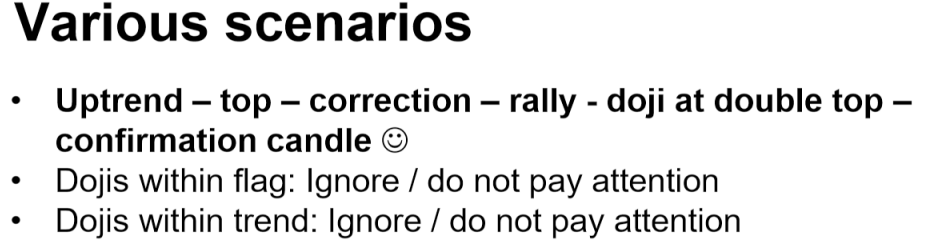 Various scenarios
• Uptrend – top – correction – rally - doji at double top –
confirmation candle ☺
• Dojis within flag: Ignore / do not pay attention
• Dojis within trend: Ignore / do not pay attention